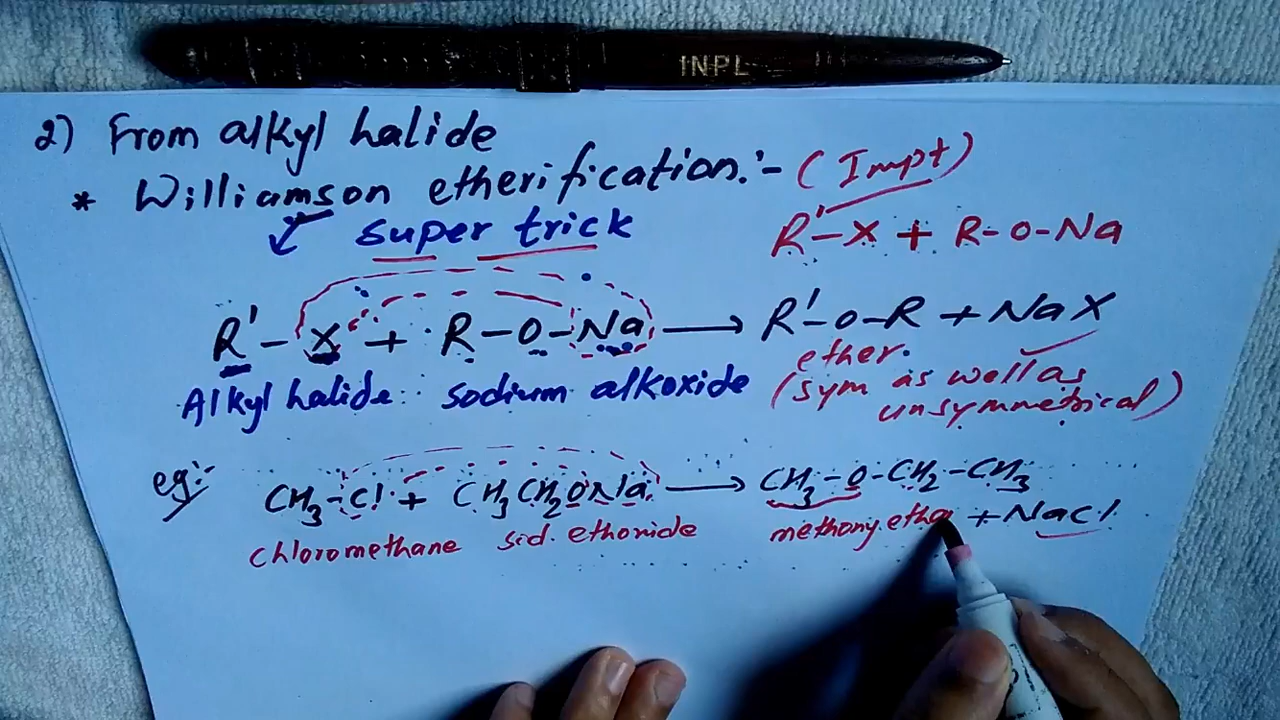 INPL
2) From alkyl halide
* Williamson etherification:- (Impt)
super trick
R'-X + R-O-Na
R'-X + R-O-Na ⟶ R'-O-R + NaX
ether.
Alkyl halide sodium alkoxide (sym as well as
unsymmetrical)
eg:- CH₃-Cl + CH₃CH₂ONa ⟶ CH₃-O-CH₂-CH₃
+ NaCl
chloromethane sod. ethoxide methoxy etha